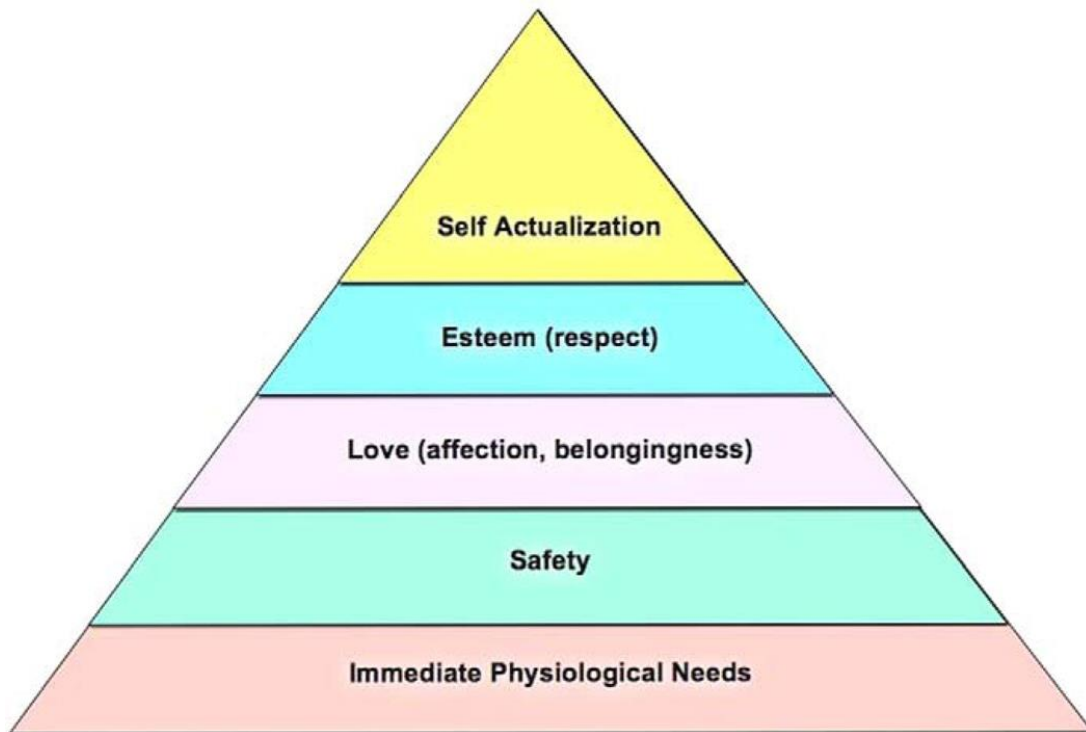 Self Actualization
Esteem (respect)
Love (affection, belongingness)
Safety
Immediate Physiological Needs